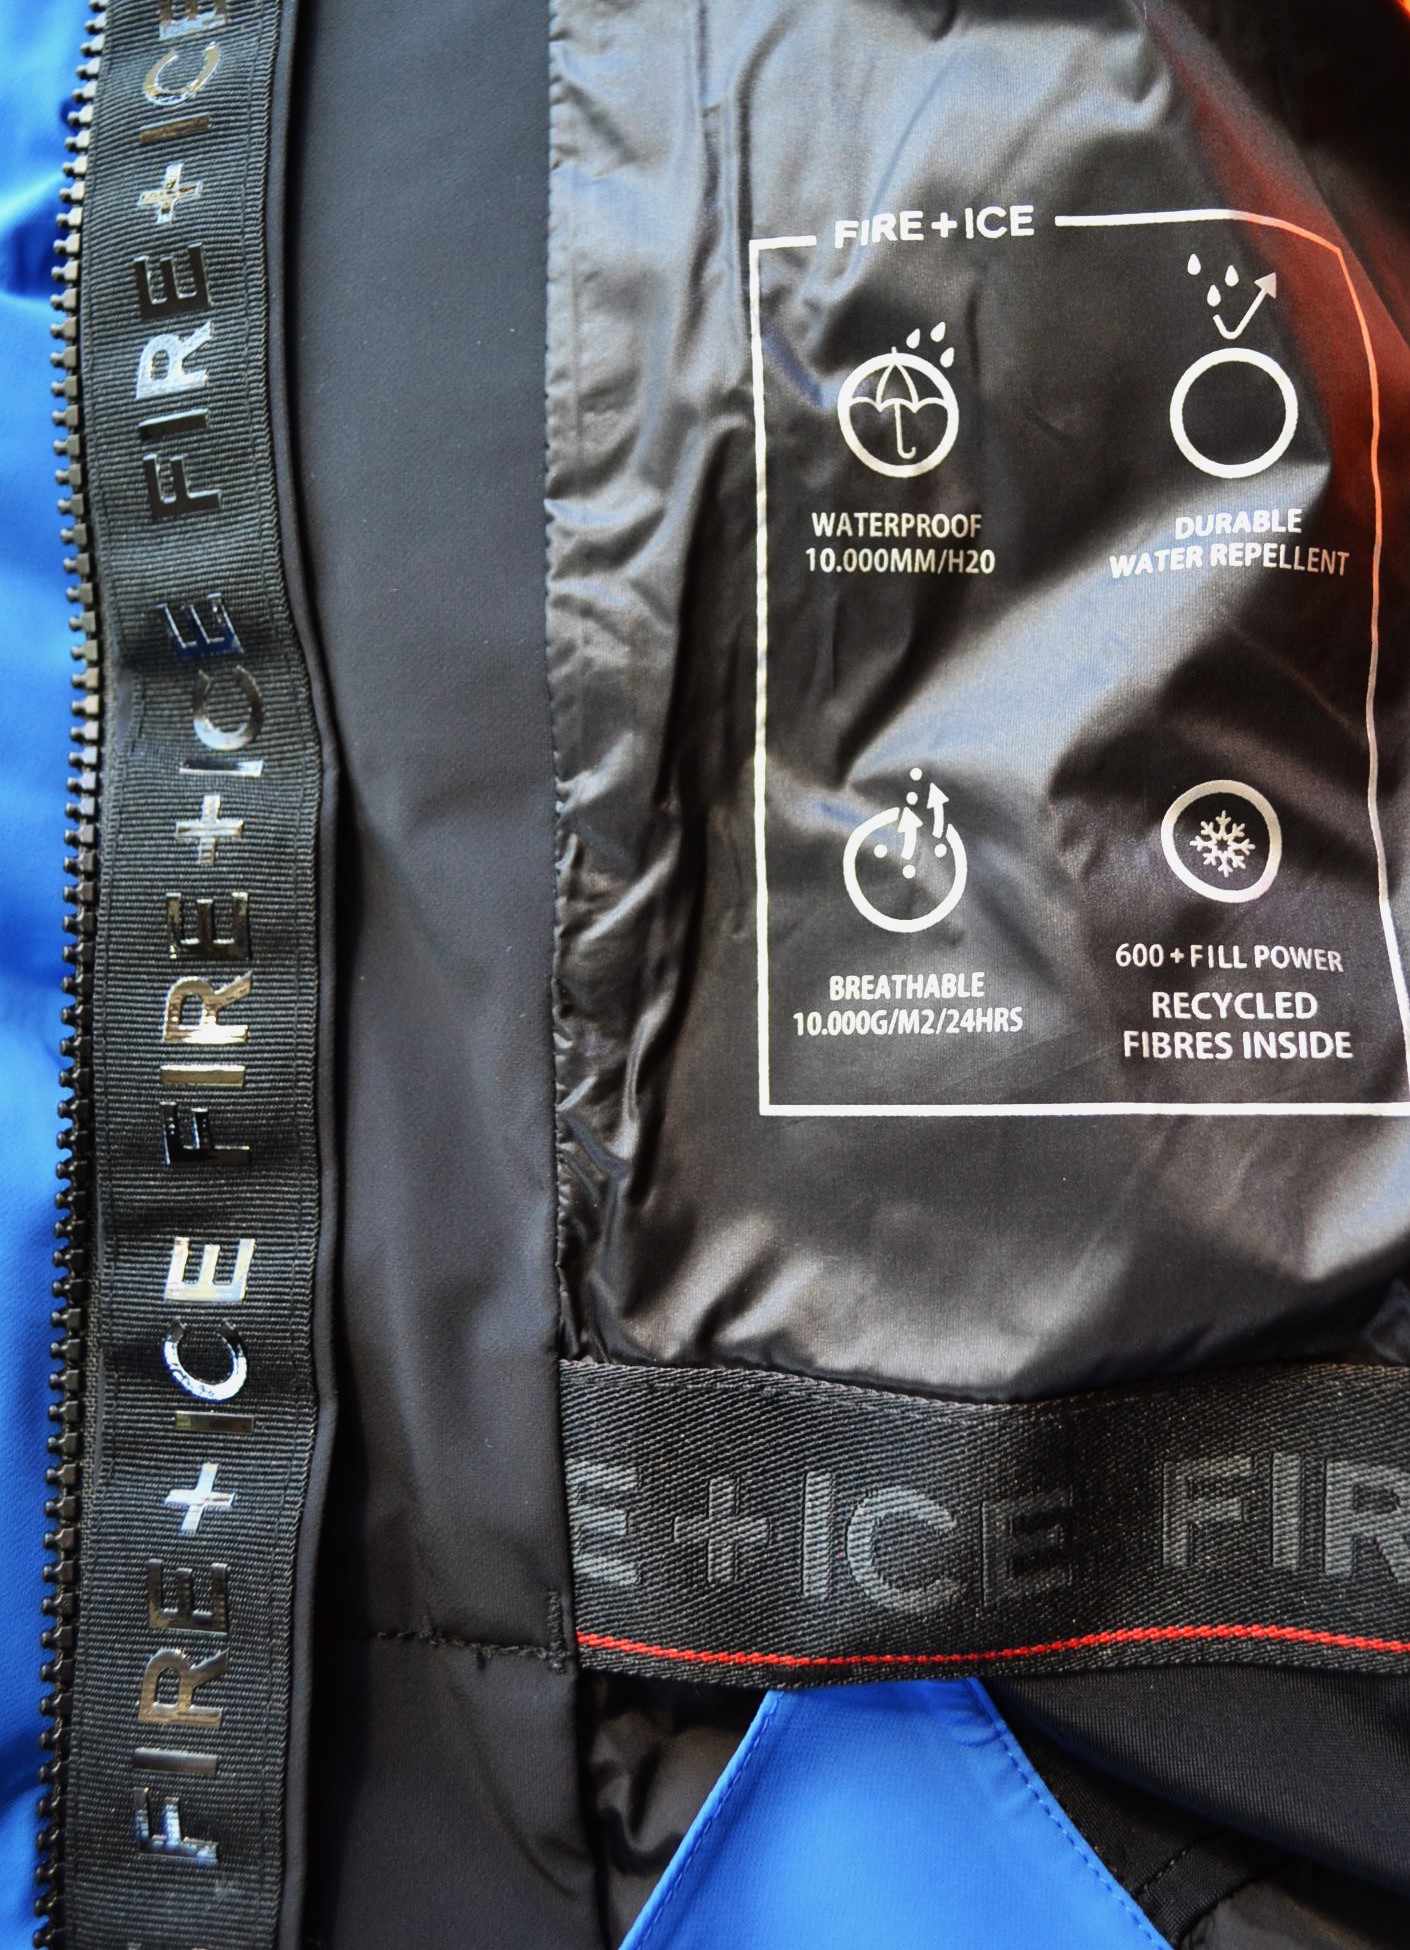 FIRE+ICE
FIRE+ICE
FIRE+ICE
FIRE+ICE
WATERPROOF
10.000MM/H20
DURABLE
WATER REPELLENT
BREATHABLE
10.000G/M2/24HRS
600+FILL POWER
RECYCLED
FIBRES INSIDE
E+ICE FIR